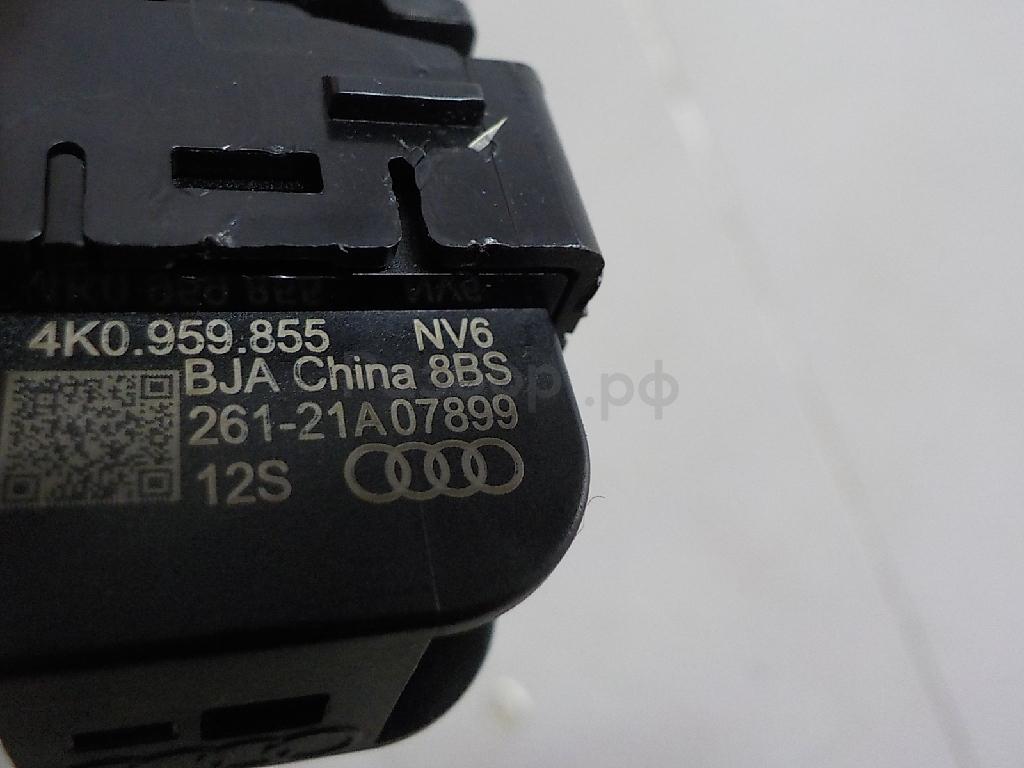 4K0.959.855 NV6
BJA China 8BS
261-21A07899
12S